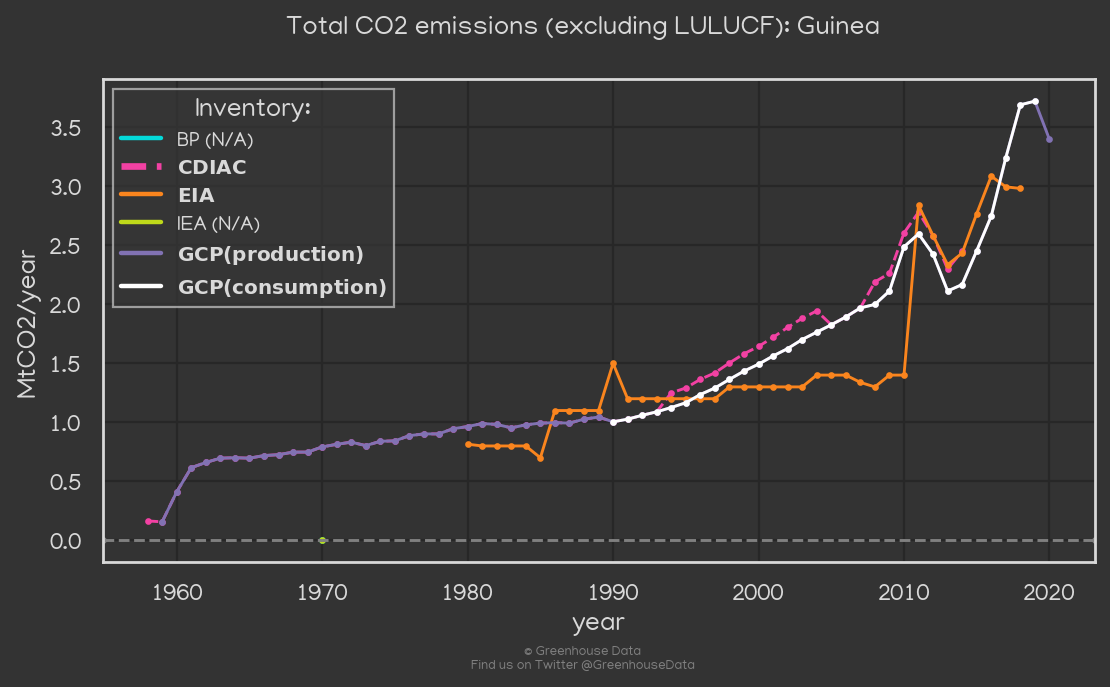 Total CO2 emissions (excluding LULUCF): Guinea
Inventory:
BP (N/A)
CDIAC
EIA
IEA (N/A)
GCP(production)
GCP(consumption)
MtCO2/year
3.5
3.0
2.5
2.0
1.5
1.0
0.5
0.0
1960 1970 1980 1990 2000 2010 2020
year
© Greenhouse Data
Find us on Twitter @GreenhouseData